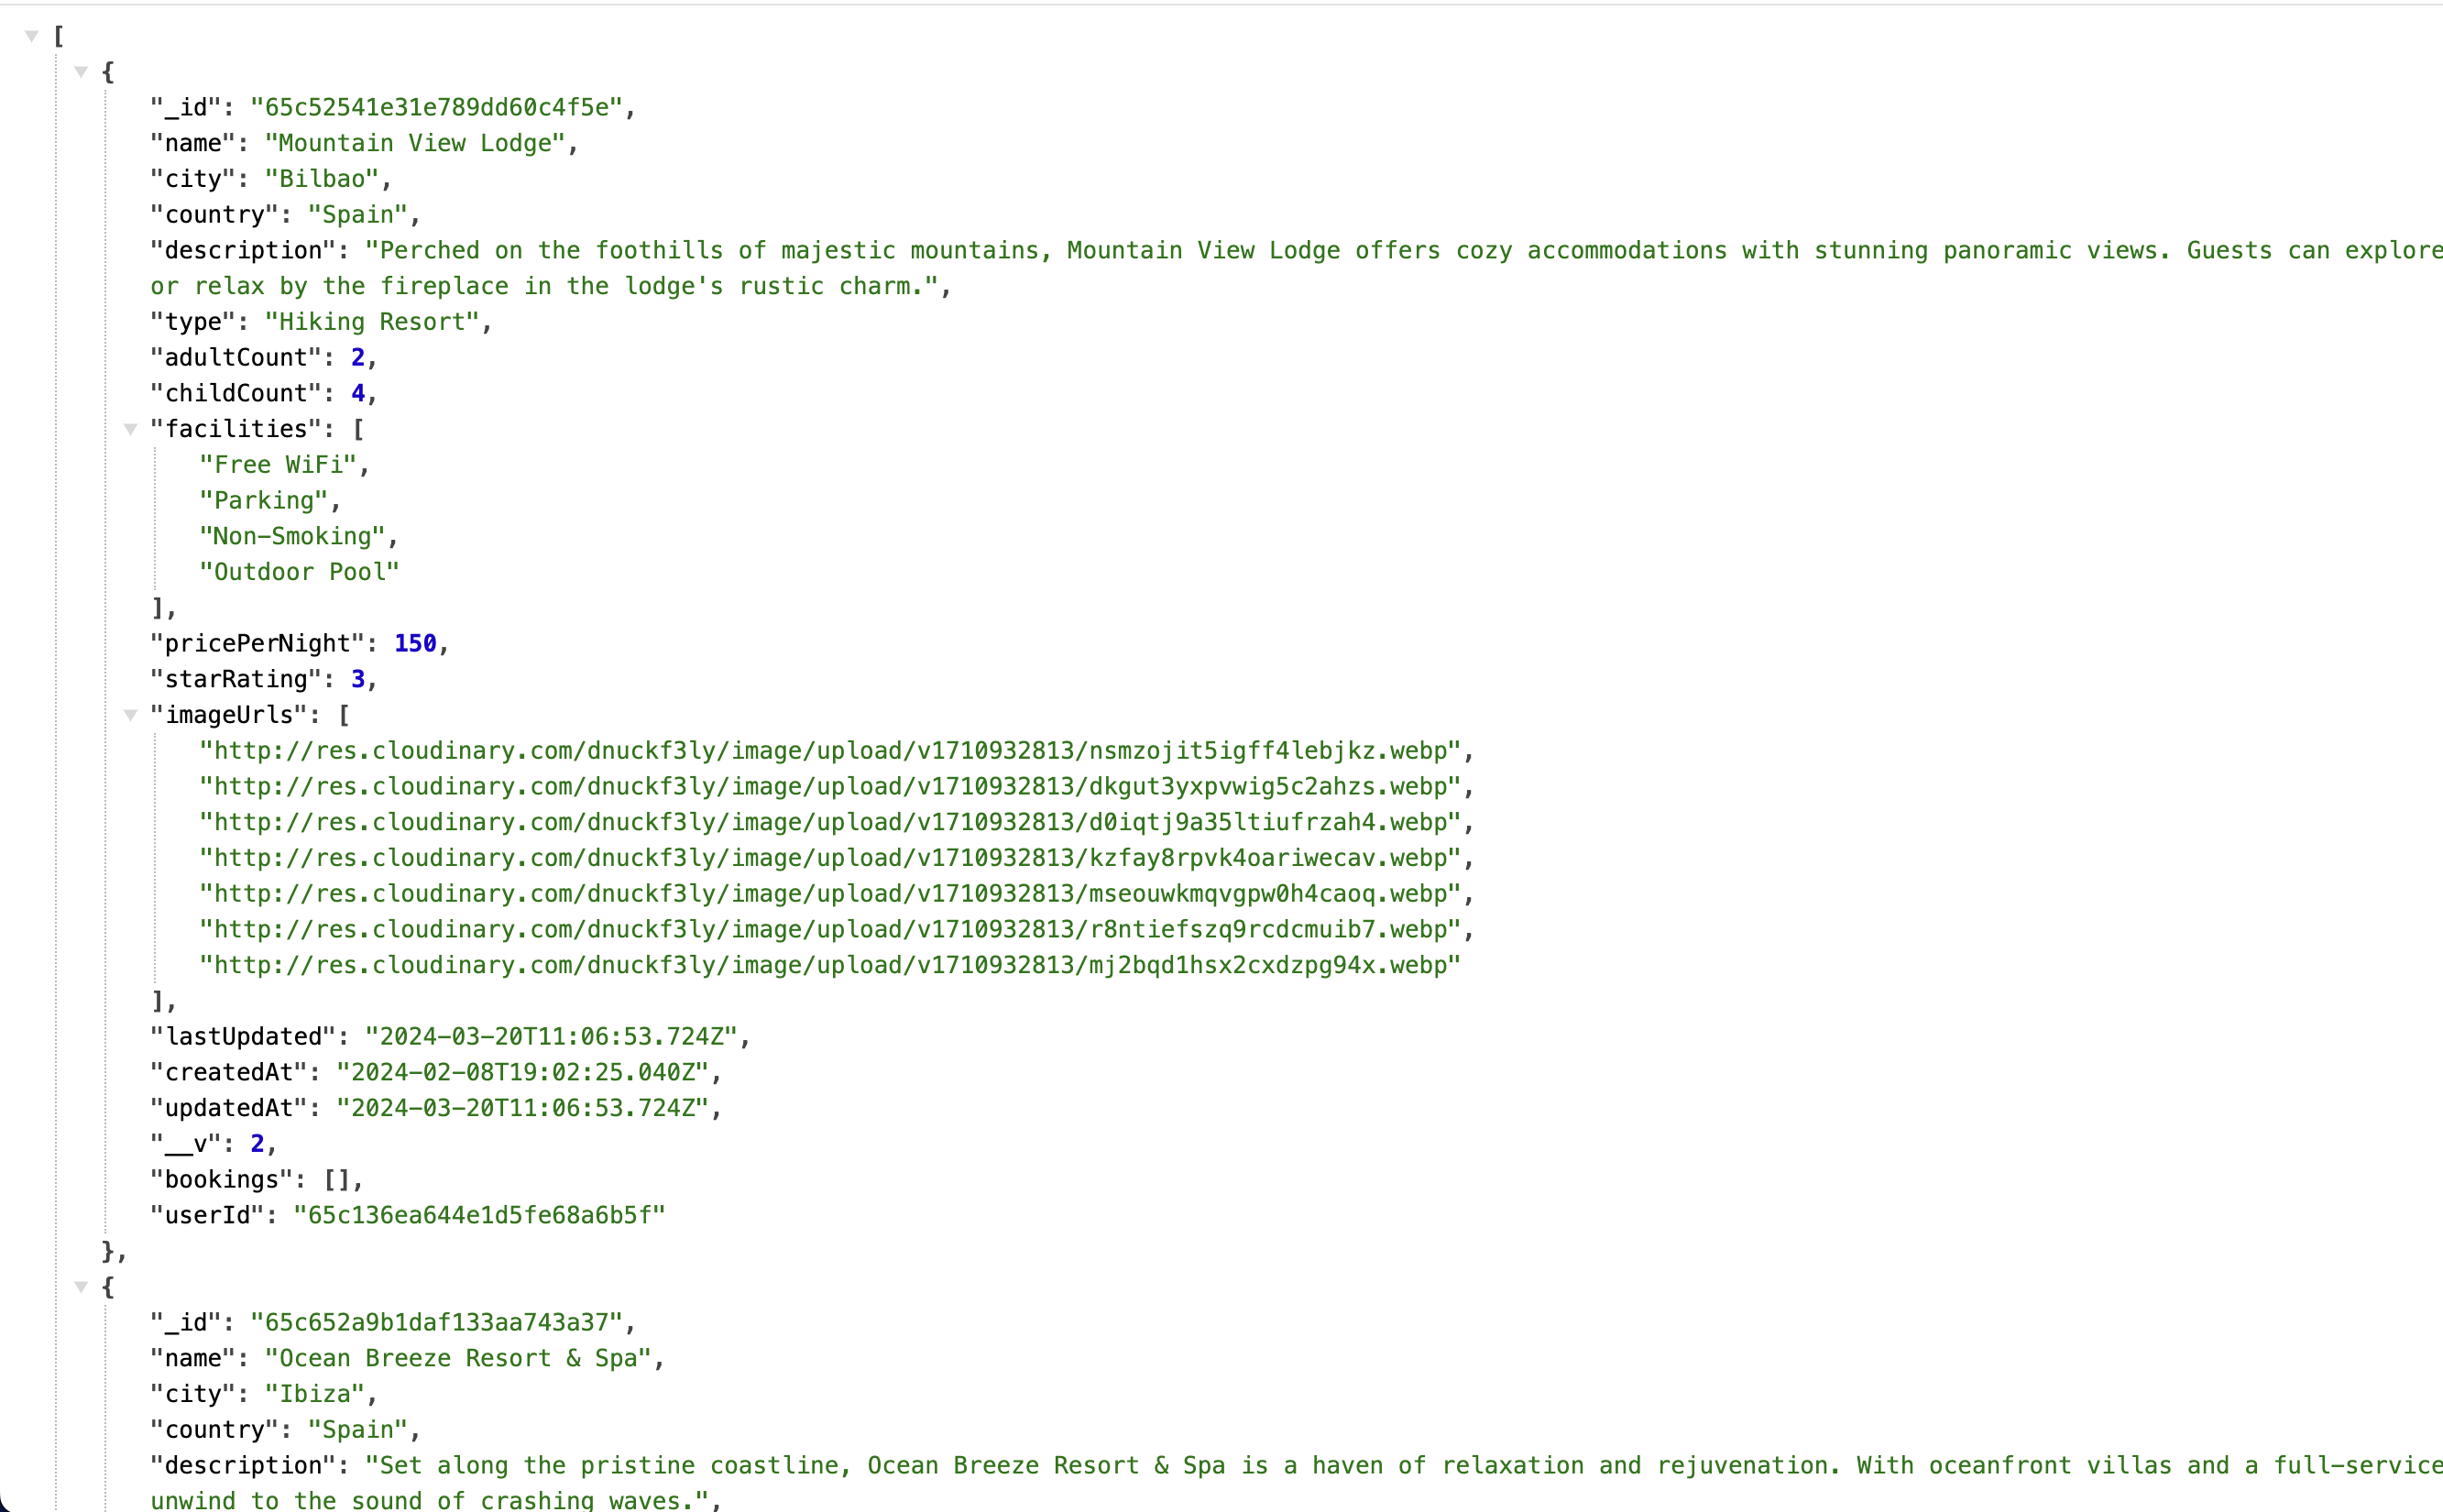 [
{
"_id": "65c52541e31e789dd60c4f5e",
"name": "Mountain View Lodge",
"city": "Bilbao",
"country": "Spain",
"description": "Perched on the foothills of majestic mountains, Mountain View Lodge offers cozy accommodations with stunning panoramic views. Guests can explore
or relax by the fireplace in the lodge's rustic charm.",
"type": "Hiking Resort",
"adultCount": 2,
"childCount": 4,
"facilities": [
"Free WiFi",
"Parking",
"Non-Smoking",
"Outdoor Pool"
],
"pricePerNight": 150,
"starRating": 3,
"imageUrls": [
"http://res.cloudinary.com/dnuckf3ly/image/upload/v1710932813/nsmzojit5igff4lebjkz.webp",
"http://res.cloudinary.com/dnuckf3ly/image/upload/v1710932813/dkgut3yxpvwig5c2ahzs.webp",
"http://res.cloudinary.com/dnuckf3ly/image/upload/v1710932813/d0iqtj9a35ltiufrzah4.webp",
"http://res.cloudinary.com/dnuckf3ly/image/upload/v1710932813/kzfay8rpvk4oariwecav.webp",
"http://res.cloudinary.com/dnuckf3ly/image/upload/v1710932813/mseouwkmqvgpw0h4caoq.webp",
"http://res.cloudinary.com/dnuckf3ly/image/upload/v1710932813/r8ntiefszq9rcdcmuib7.webp",
"http://res.cloudinary.com/dnuckf3ly/image/upload/v1710932813/mj2bqd1hsx2cxdzpg94x.webp"
],
"lastUpdated": "2024-03-20T11:06:53.724Z",
"createdAt": "2024-02-08T19:02:25.040Z",
"updatedAt": "2024-03-20T11:06:53.724Z",
"__v": 2,
"bookings": [],
"userId": "65c136ea644e1d5fe68a6b5f"
},
{
"_id": "65c652a9b1daf133aa743a37",
"name": "Ocean Breeze Resort & Spa",
"city": "Ibiza",
"country": "Spain",
"description": "Set along the pristine coastline, Ocean Breeze Resort & Spa is a haven of relaxation and rejuvenation. With oceanfront villas and a full-service
unwind to the sound of crashing waves.",